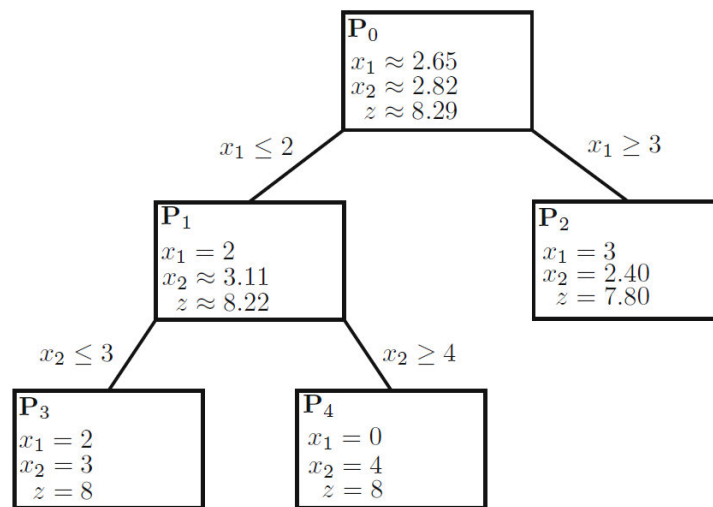 P₀
x₁ ≈ 2.65
x₂ ≈ 2.82
z ≈ 8.29
x₁ ≤ 2
x₁ ≥ 3
P₁
x₁ = 2
x₂ ≈ 3.11
z ≈ 8.22
P₂
x₁ = 3
x₂ = 2.40
z = 7.80
x₂ ≤ 3
x₂ ≥ 4
P₃
x₁ = 2
x₂ = 3
z = 8
P₄
x₁ = 0
x₂ = 4
z = 8